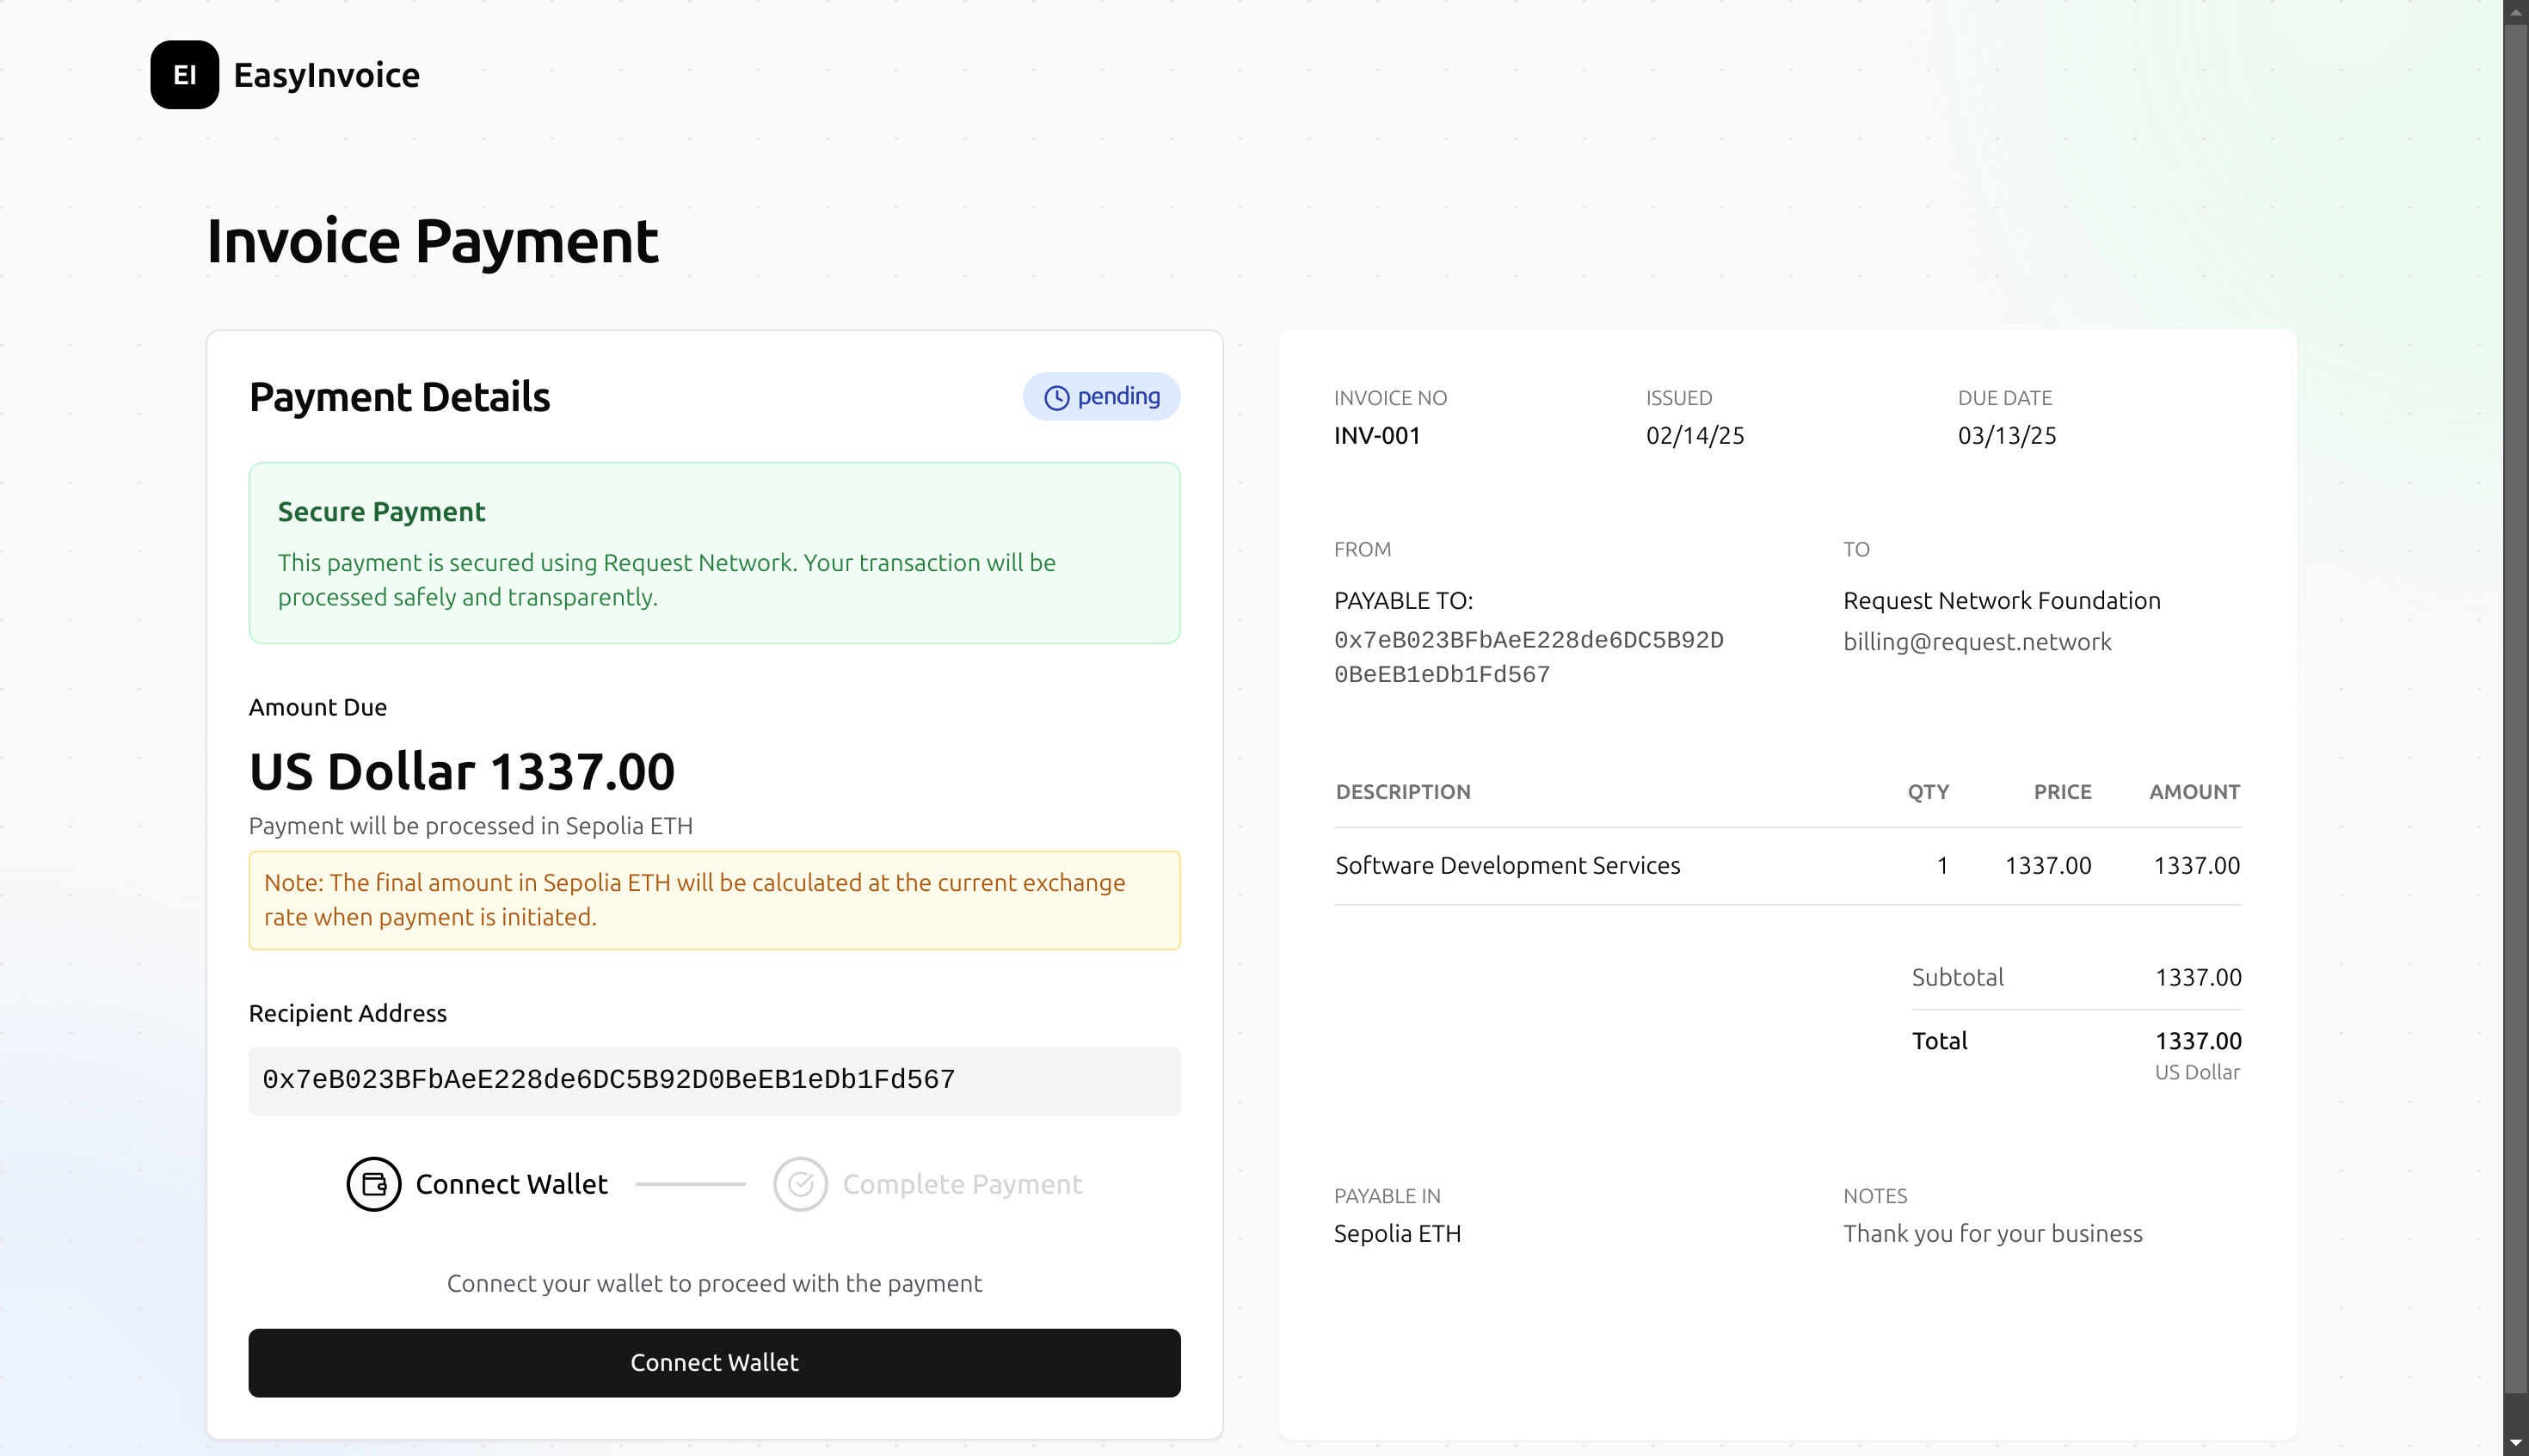 EI EasyInvoice
Invoice Payment
Payment Details
pending
Secure Payment
This payment is secured using Request Network. Your transaction will be
processed safely and transparently.
Amount Due
US Dollar 1337.00
Payment will be processed in Sepolia ETH
Note: The final amount in Sepolia ETH will be calculated at the current exchange
rate when payment is initiated.
Recipient Address
0x7eB023BFbAeE228de6DC5B92D0BeEB1eDb1Fd567
Connect Wallet
Complete Payment
Connect your wallet to proceed with the payment
Connect Wallet
INVOICE NO
INV-001
ISSUED
02/14/25
DUE DATE
03/13/25
FROM
PAYABLE TO:
0x7eB023BFbAeE228de6DC5B92D
0BeEB1eDb1Fd567
TO
Request Network Foundation
billing@request.network
DESCRIPTION QTY PRICE AMOUNT
Software Development Services 1 1337.00 1337.00
Subtotal 1337.00
Total 1337.00
US Dollar
PAYABLE IN
Sepolia ETH
NOTES
Thank you for your business